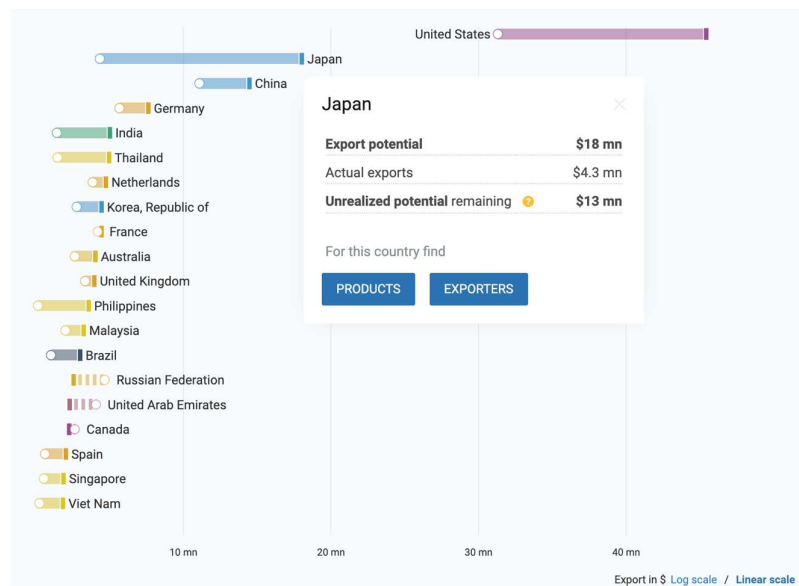 United States
Japan
China
Germany
India
Thailand
Netherlands
Korea, Republic of
France
Australia
United Kingdom
Philippines
Malaysia
Brazil
Russian Federation
United Arab Emirates
Canada
Spain
Singapore
Viet Nam
Japan
Export potential $18 mn
Actual exports $4.3 mn
Unrealized potential remaining ? $13 mn
For this country find
PRODUCTS EXPORTERS
10 mn 20 mn 30 mn 40 mn
Export in $ Log scale / Linear scale